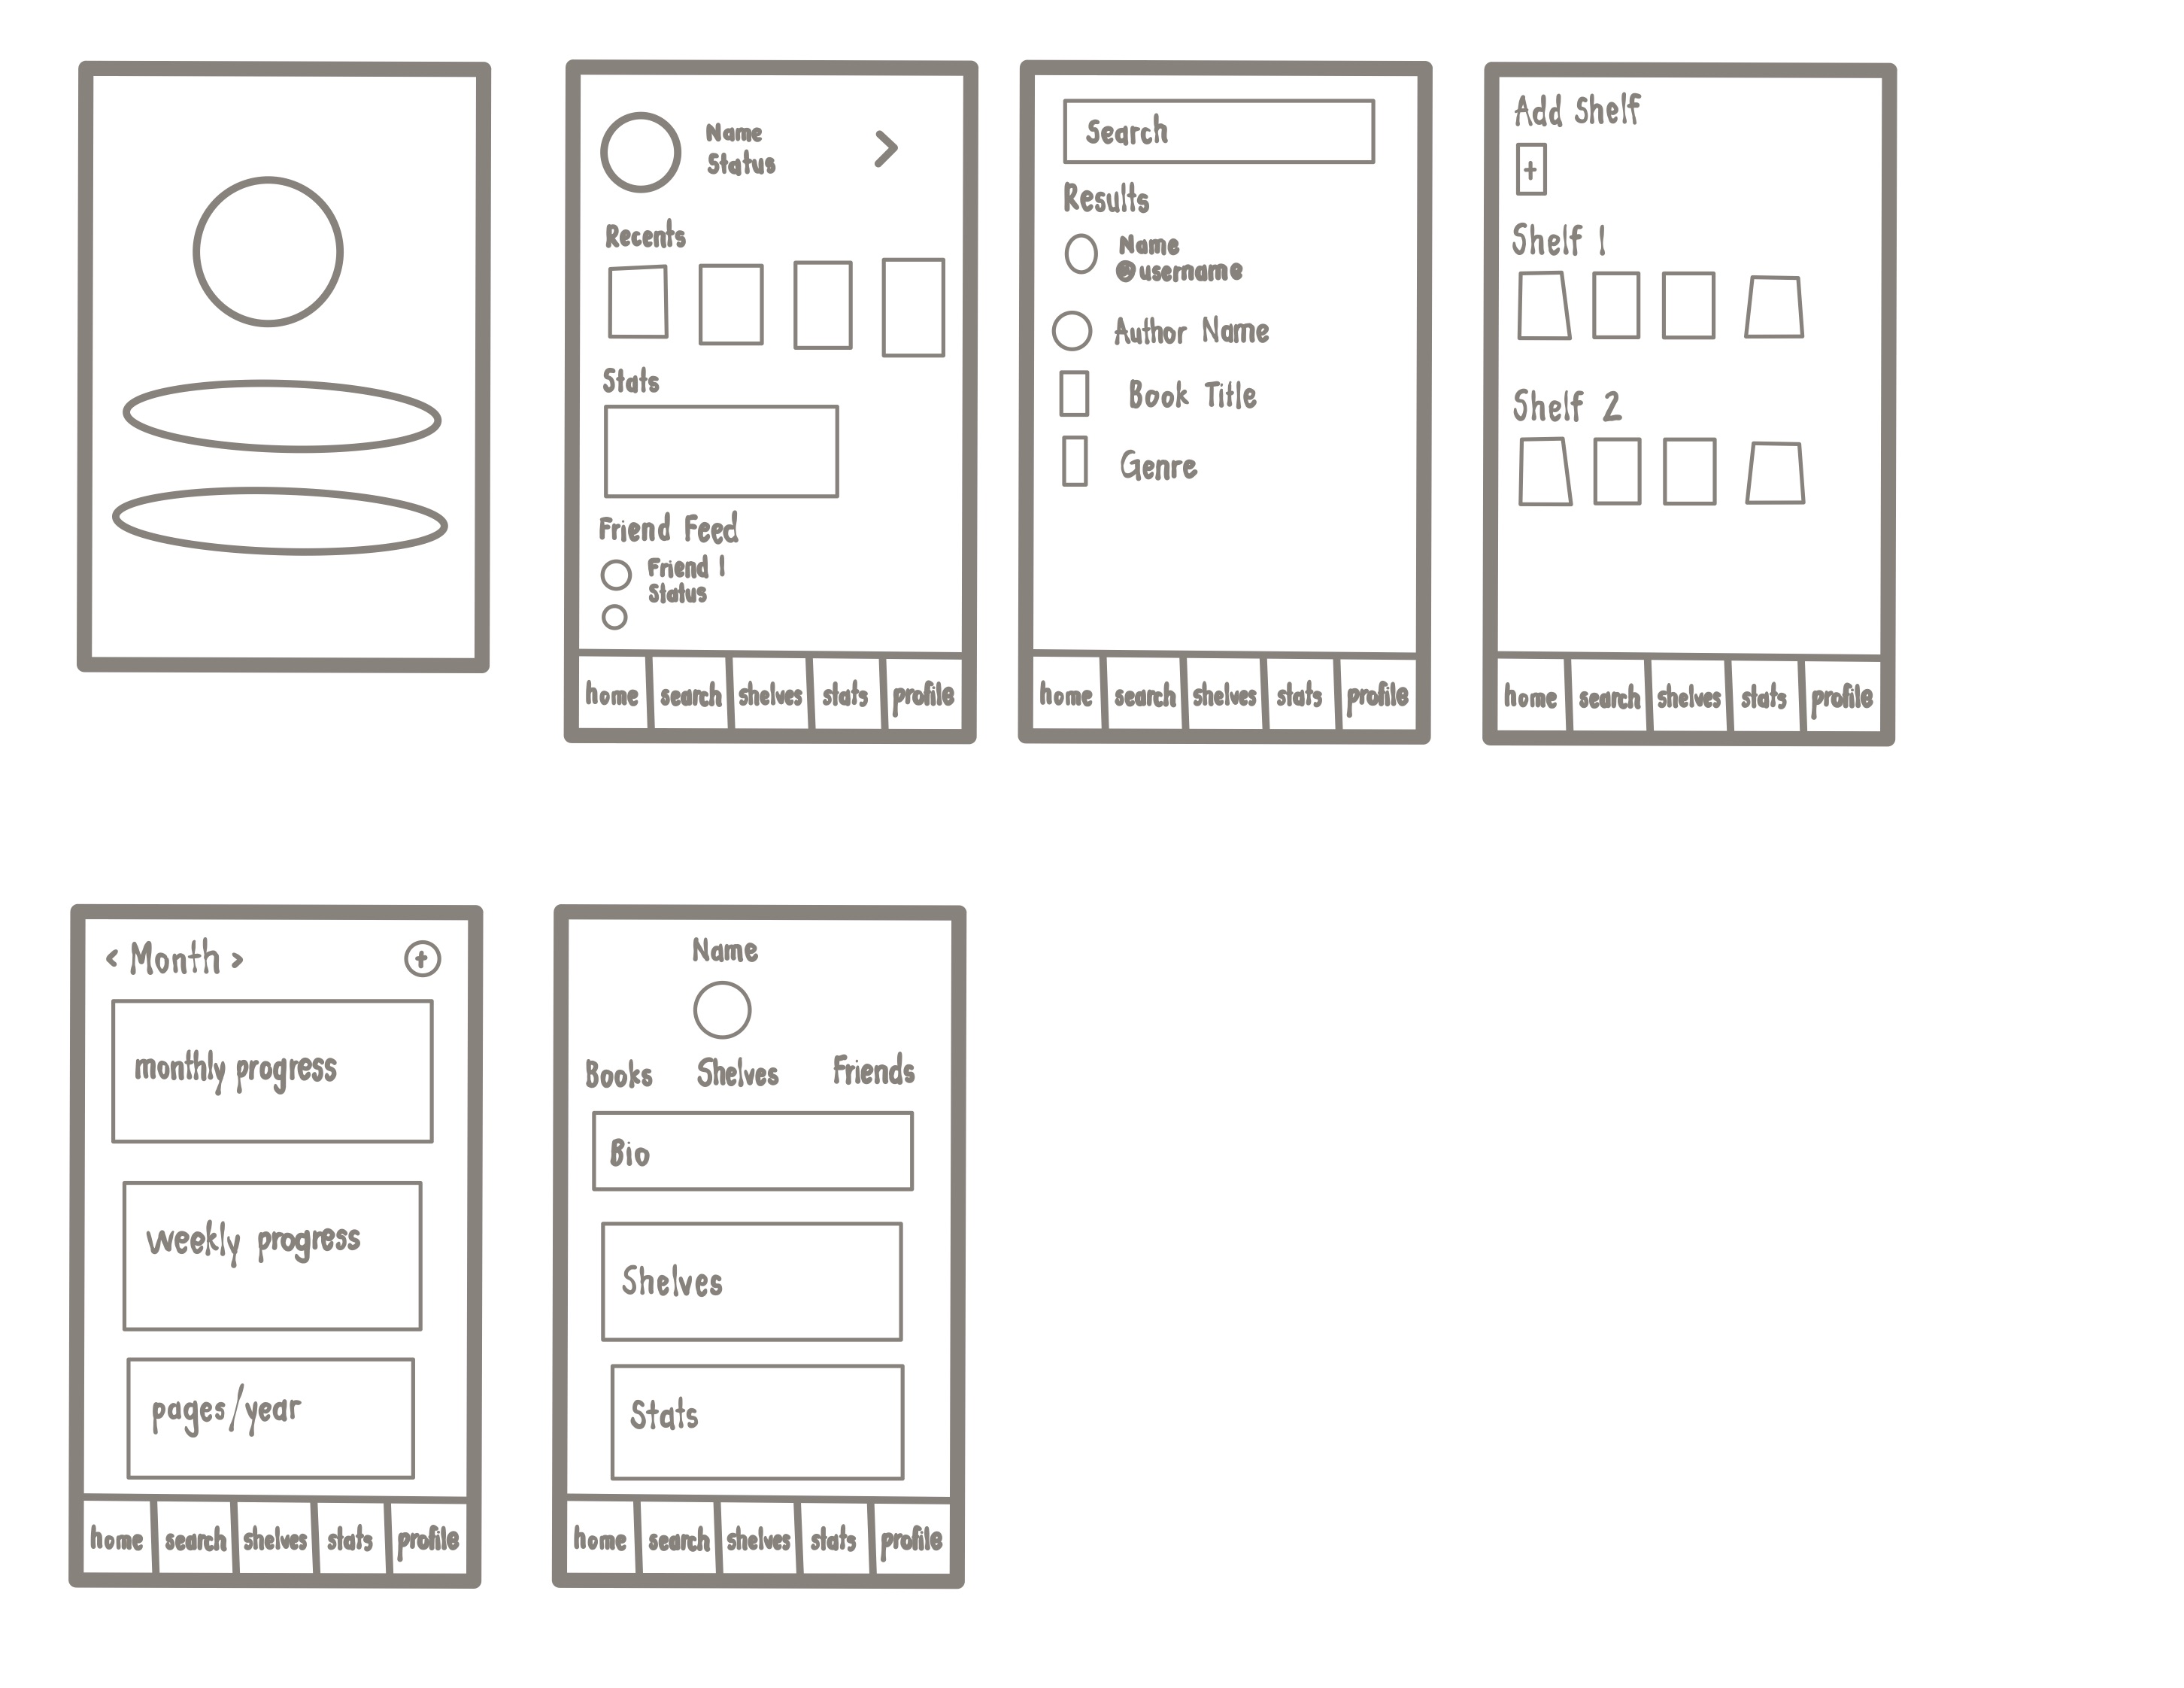 Name
Status
>
Recents
Stats
Friend Feed
Friend 1
Status
home search shelves stats profile
Search
Results
Name
@username
Author Name
Book Title
Genre
home search shelves stats profile
Add Shelf
+
Shelf 1
Shelf 2
home search shelves stats profile
< Month > +
monthly progress
weekly progress
pages/year
home search shelves stats profile
Name
Books Shelves Friends
Bio
Shelves
Stats
home search shelves stats profile